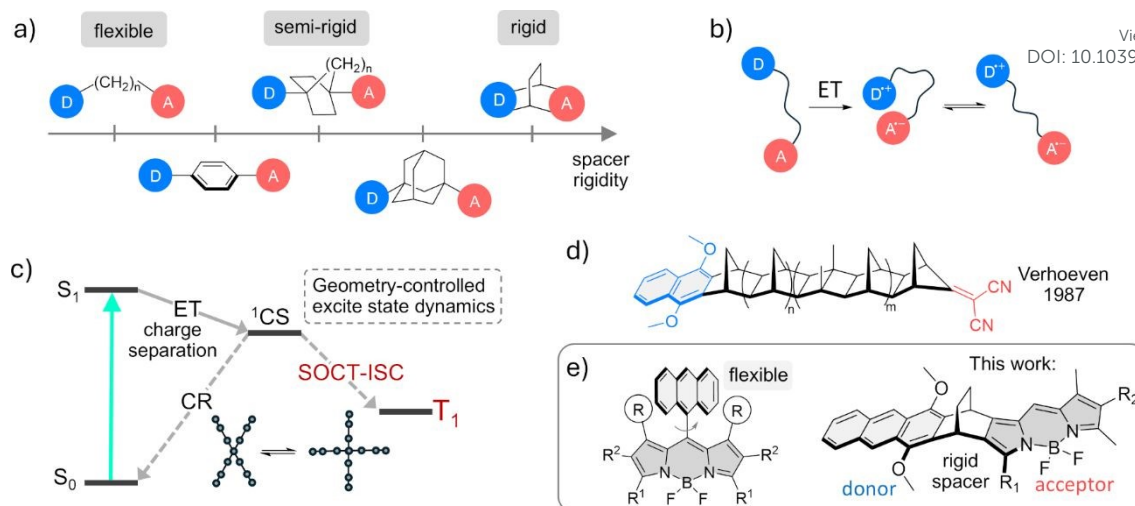 a)
flexible
semi-rigid
rigid
(CH₂)ₙ
D
A
(CH₂)ₙ
D
A
D
A
D
A
D
A
spacer
rigidity
b)
Vie
DOI: 10.1039
D
A
ET
D•+
A•−
D•+
A•−
c)
S₁
ET
charge
separation
¹CS
Geometry-controlled
excite state dynamics
SOCT-ISC
CR
T₁
S₀
d)
O
O
n
m
CN
CN
Verhoeven
1987
e)
flexible
R
R
R²
R²
N
B
N
F
F
R¹
R¹
This work:
O
O
donor
rigid
spacer
R₁
acceptor
N
B
N
F
F
R₂